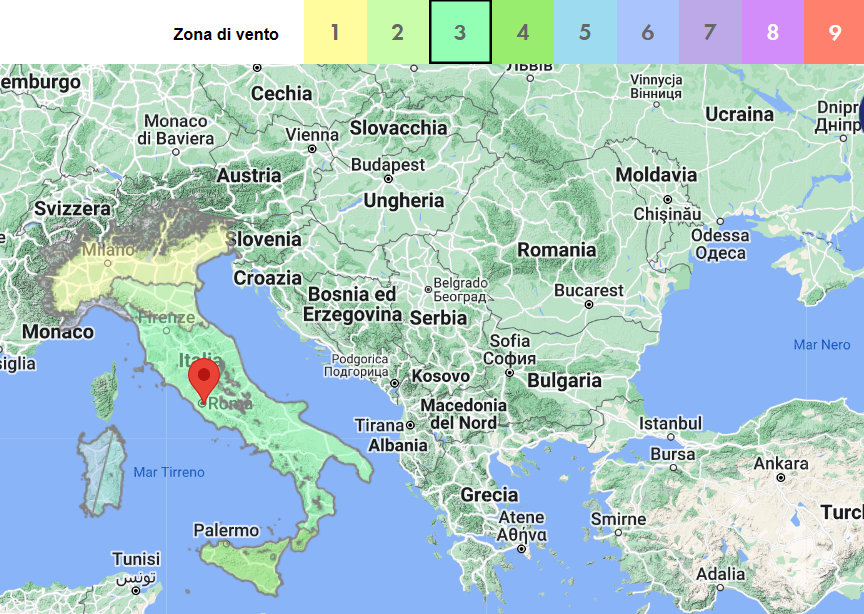 Zona di vento 1 2 3 4 5 6 7 8 9
Львів
emburgo
Cechia
Vinnycja
Вінниця
Ucraina
Dnipr
Дніпр
Monaco
di Baviera
Vienna
Slovacchia
Budapest
Austria
Ungheria
Moldavia
Chișinău
Svizzera
Slovenia
Milano
Odessa
Одеса
Romania
Croazia
Bosnia ed
Erzegovina
Belgrado
Београд
Bucarest
Serbia
Monaco
Firenze
Mar Nero
siglia
Italia
Podgorica
Подгорица
Sofia
София
Kosovo
Bulgaria
Roma
Macedonia
del Nord
Tirana
Albania
Istanbul
Bursa
Mar Tirreno
Ankara
Grecia
Smirne
Turcl
Atene
Αθήνα
Palermo
Tunisi
تونس
Adalia